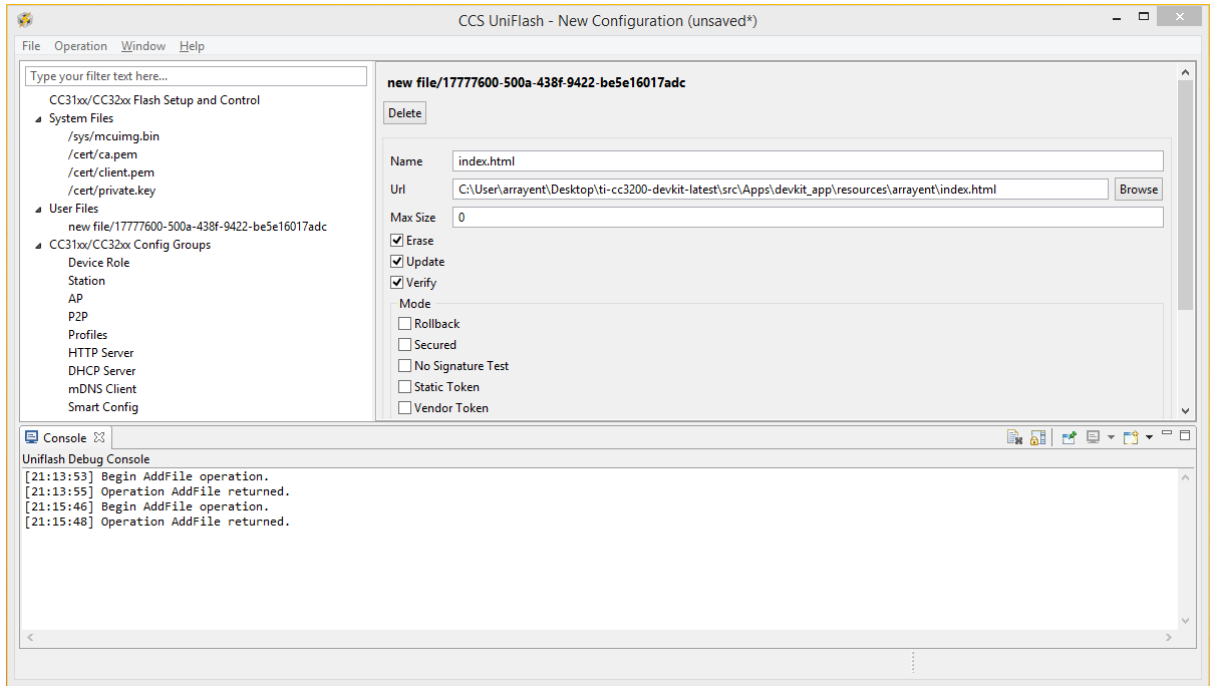 CCS UniFlash - New Configuration (unsaved*)
File Operation Window Help
Type your filter text here...
CC31xx/CC32xx Flash Setup and Control
System Files
/sys/mcuimg.bin
/cert/ca.pem
/cert/client.pem
/cert/private.key
User Files
new file/17777600-500a-438f-9422-be5e16017adc
CC31xx/CC32xx Config Groups
Device Role
Station
AP
P2P
Profiles
HTTP Server
DHCP Server
mDNS Client
Smart Config
new file/17777600-500a-438f-9422-be5e16017adc
Delete
Name index.html
Url C:\User\arrayent\Desktop\ti-cc3200-devkit-latest\src\Apps\devkit_app\resources\arrayent\index.html Browse
Max Size 0
Erase
Update
Verify
Mode
Rollback
Secured
No Signature Test
Static Token
Vendor Token
Console
Uniflash Debug Console
[21:13:53] Begin AddFile operation.
[21:13:55] Operation AddFile returned.
[21:15:46] Begin AddFile operation.
[21:15:48] Operation AddFile returned.